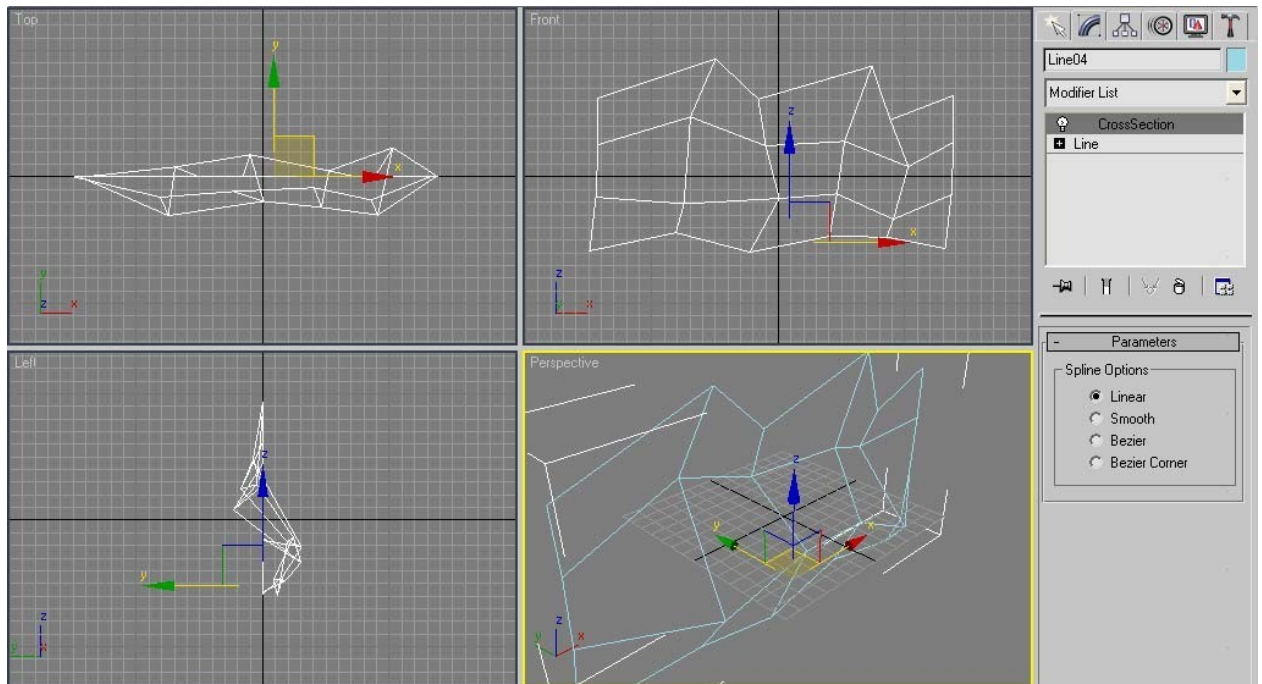 Top
Front
Left
Perspective
y
x
y
z
x
z
x
z
y
x
z
y
z
y
x
z
y
x
z
y
x
Line04
Modifier List
CrossSection
Line
Parameters
Spline Options
Linear
Smooth
Bezier
Bezier Corner